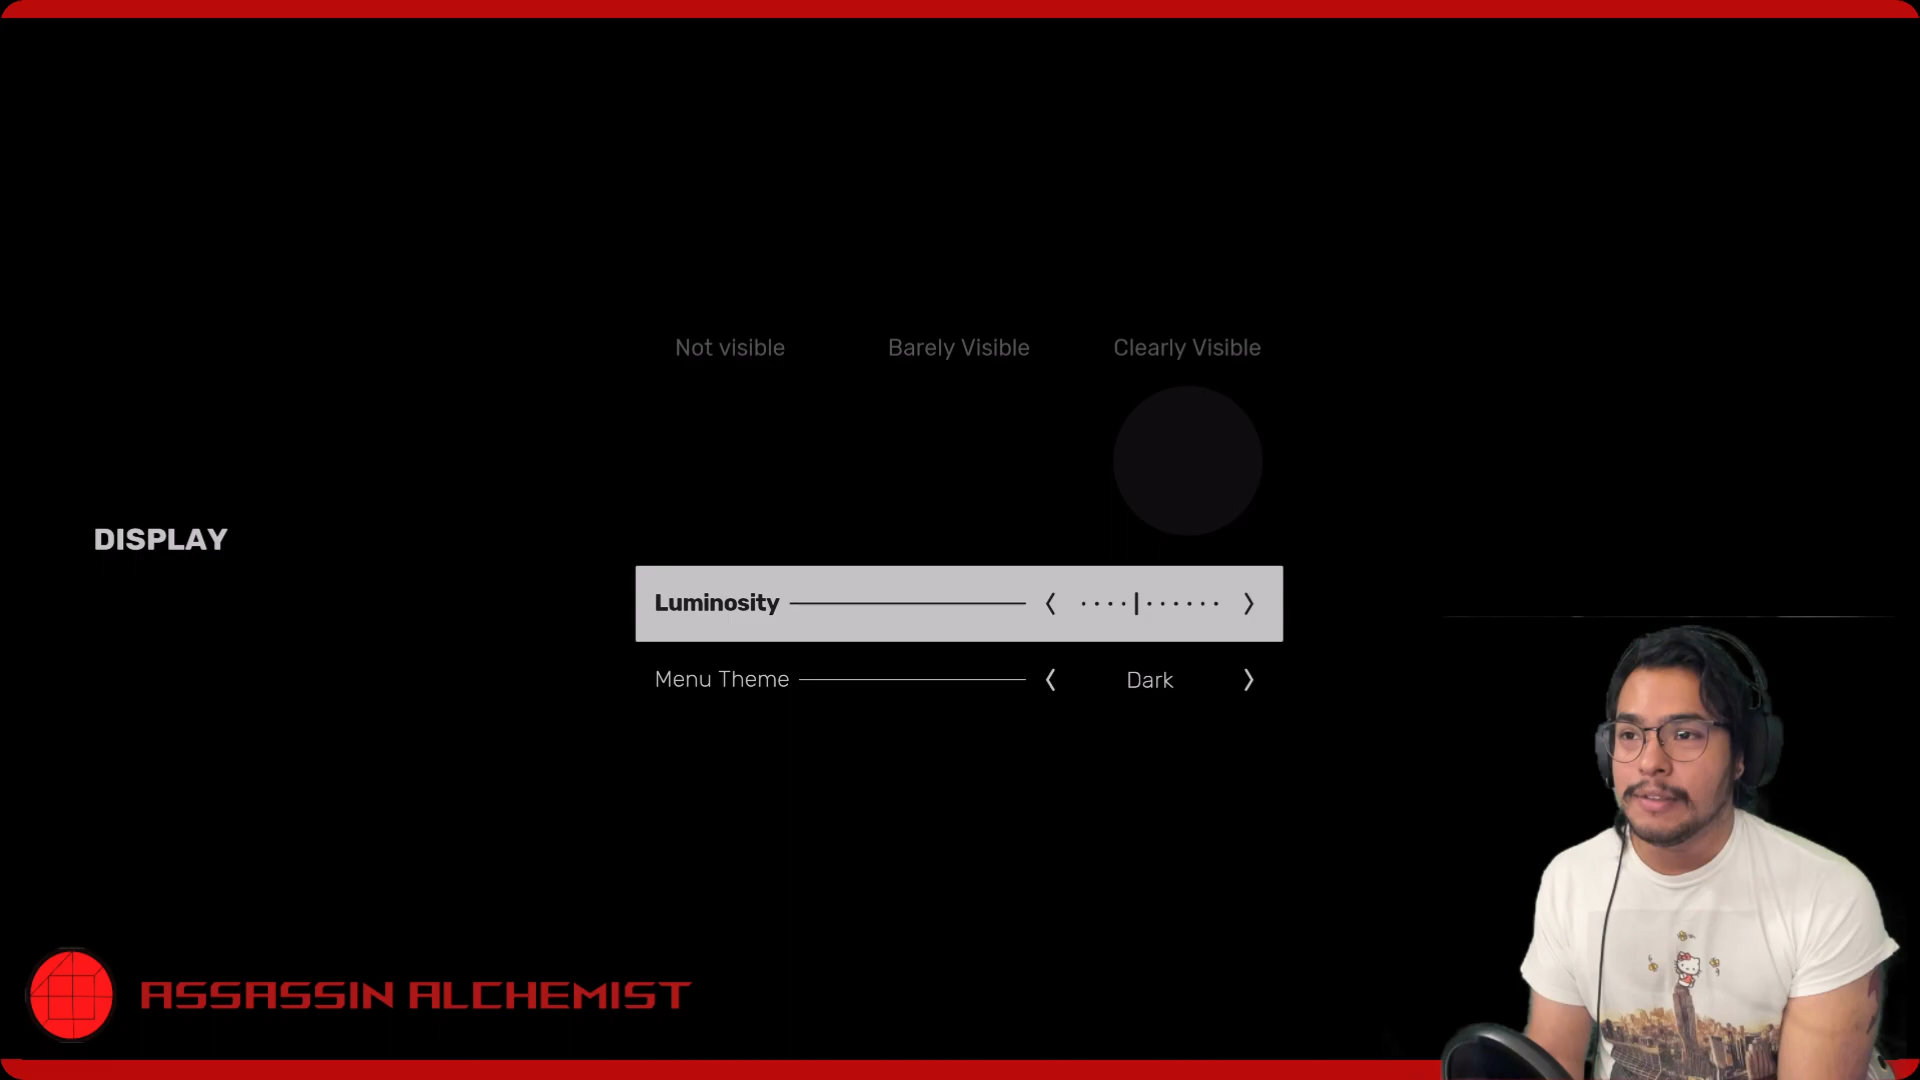 Not visible
Barely Visible
Clearly Visible
DISPLAY
Luminosity
Menu Theme
Dark
ASSASSIN ALCHEMIST